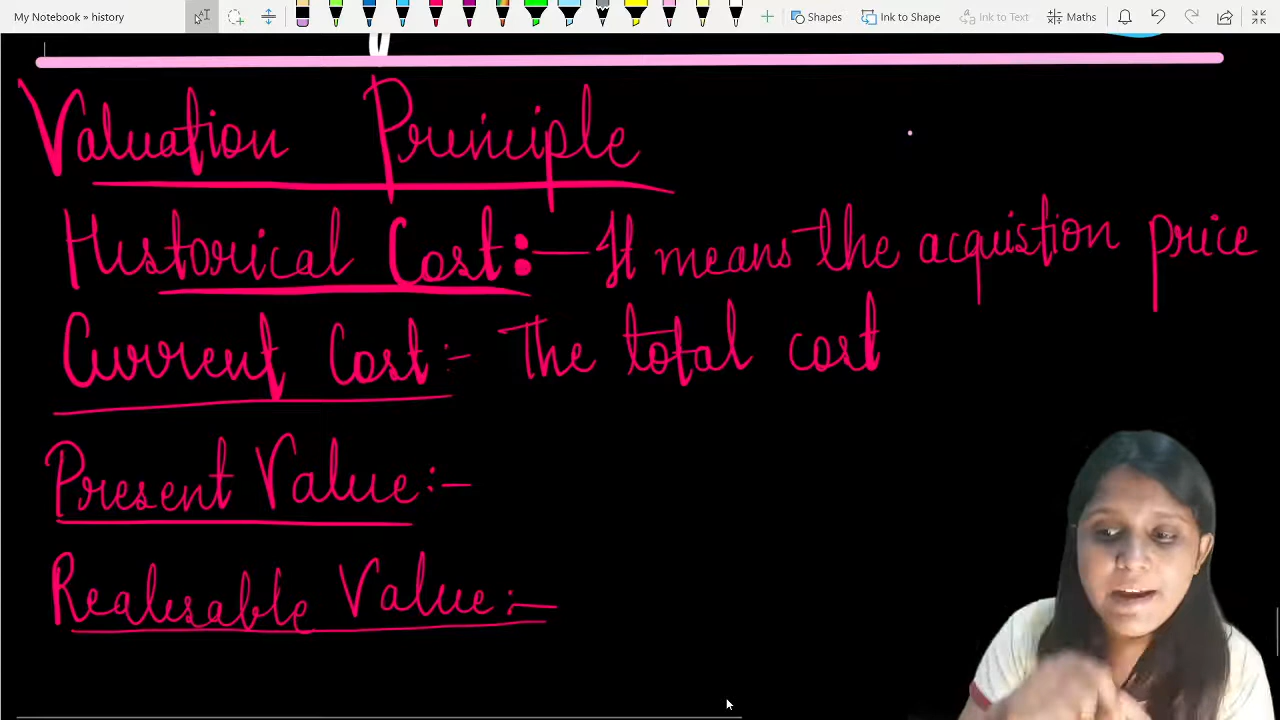 My Notebook » theory
Shapes
Ink to Shape
Ink to Text
Maths
Valuation Principle
Historical Cost:- It means the acquistion price
Current Cost:- The total cost
Present Value:-
Realisable Value:-